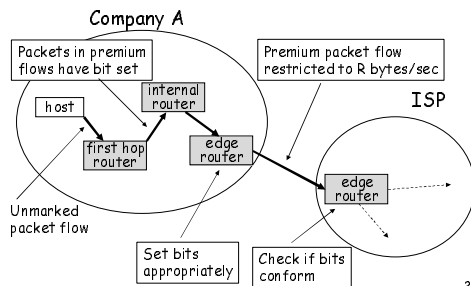 Company A
Packets in premium
flows have bit set
Premium packet flow
restricted to R bytes/sec
internal
router
ISP
host
first hop
router
edge
router
edge
router
Unmarked
packet flow
Set bits
appropriately
Check if bits
conform